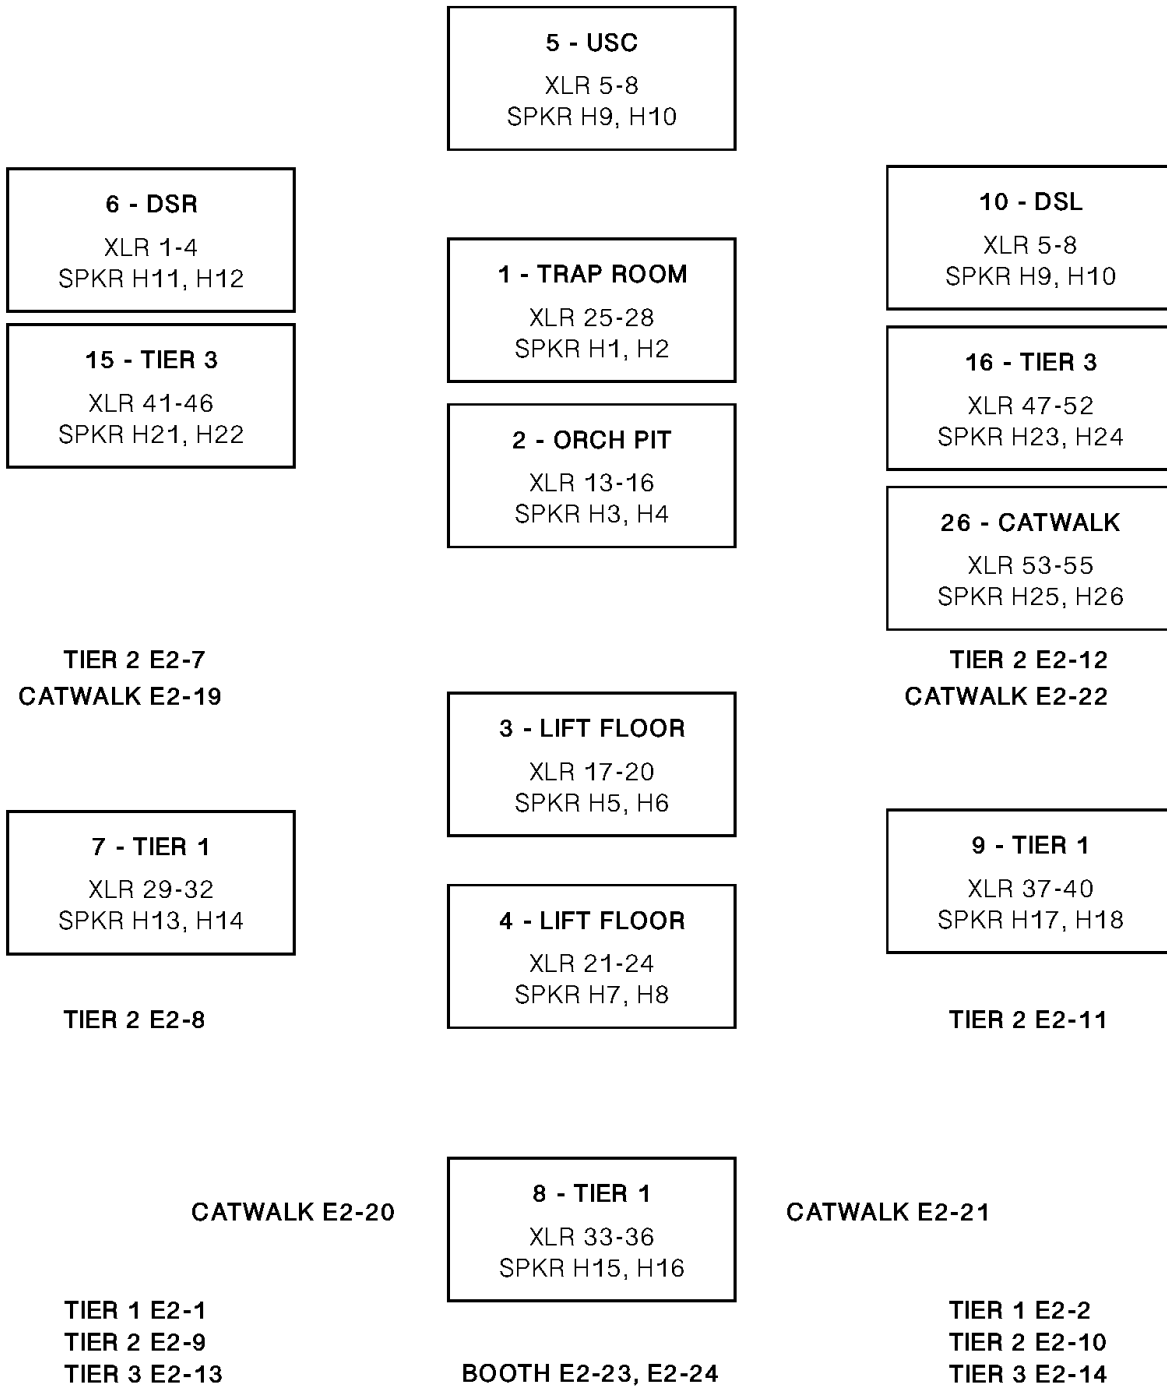 5 - USC
XLR 5-8
SPKR H9, H10
6 - DSR
XLR 1-4
SPKR H11, H12
10 - DSL
XLR 5-8
SPKR H9, H10
1 - TRAP ROOM
XLR 25-28
SPKR H1, H2
15 - TIER 3
XLR 41-46
SPKR H21, H22
16 - TIER 3
XLR 47-52
SPKR H23, H24
2 - ORCH PIT
XLR 13-16
SPKR H3, H4
26 - CATWALK
XLR 53-55
SPKR H25, H26
TIER 2 E2-7
CATWALK E2-19
TIER 2 E2-12
CATWALK E2-22
3 - LIFT FLOOR
XLR 17-20
SPKR H5, H6
7 - TIER 1
XLR 29-32
SPKR H13, H14
9 - TIER 1
XLR 37-40
SPKR H17, H18
4 - LIFT FLOOR
XLR 21-24
SPKR H7, H8
TIER 2 E2-8
TIER 2 E2-11
CATWALK E2-20
8 - TIER 1
XLR 33-36
SPKR H15, H16
CATWALK E2-21
TIER 1 E2-1
TIER 2 E2-9
TIER 3 E2-13
BOOTH E2-23, E2-24
TIER 1 E2-2
TIER 2 E2-10
TIER 3 E2-14